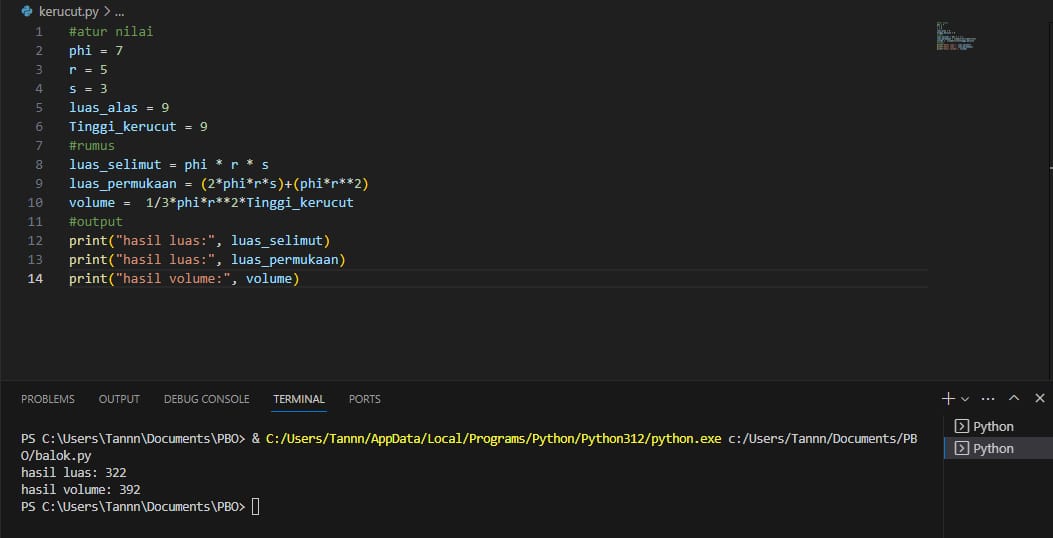 kerucut.py > ...
1 #atur nilai
2 phi = 7
3 r = 5
4 s = 3
5 luas_alas = 9
6 Tinggi_kerucut = 9
7 #rumus
8 luas_selimut = phi * r * s
9 luas_permukaan = (2*phi*r*s)+(phi*r**2)
10 volume =  1/3*phi*r**2*Tinggi_kerucut
11 #output
12 print("hasil luas:", luas_selimut)
13 print("hasil luas:", luas_permukaan)
14 print("hasil volume:", volume)
PROBLEMS OUTPUT DEBUG CONSOLE TERMINAL PORTS
PS C:\Users\Tannn\Documents\PBO> & C:/Users/Tannn/AppData/Local/Programs/Python/Python312/python.exe c:/Users/Tannn/Documents/PB
O/balok.py
hasil luas: 322
hasil volume: 392
PS C:\Users\Tannn\Documents\PBO>
Python
Python